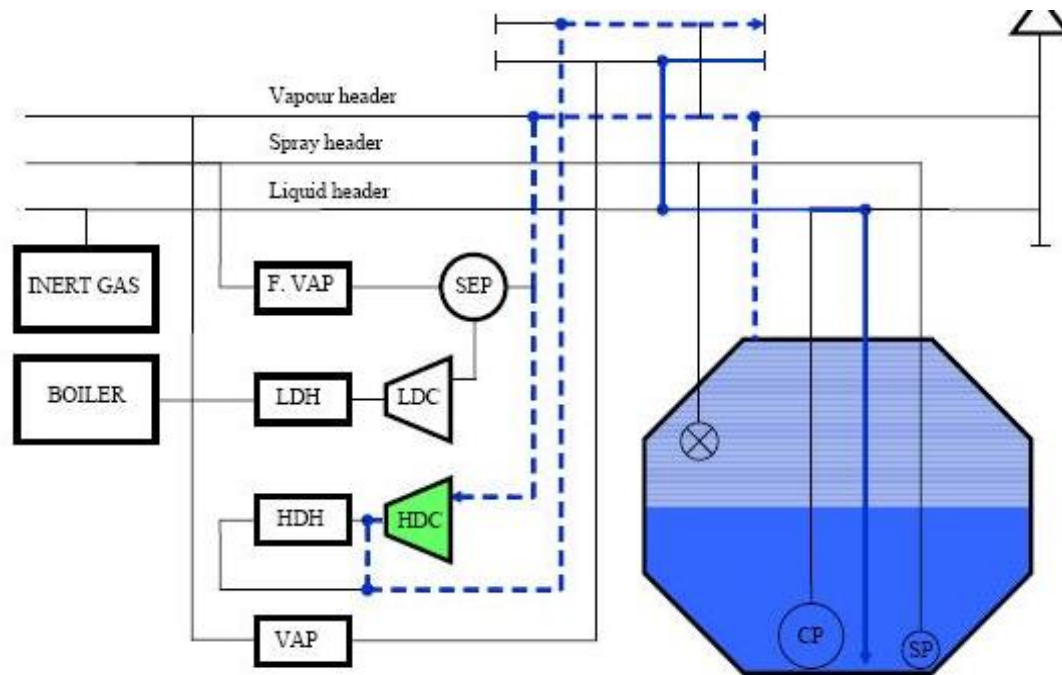 Vapour header
Spray header
Liquid header
INERT GAS
F. VAP
SEP
BOILER
LDH
LDC
HDH
HDC
VAP
CP
SP